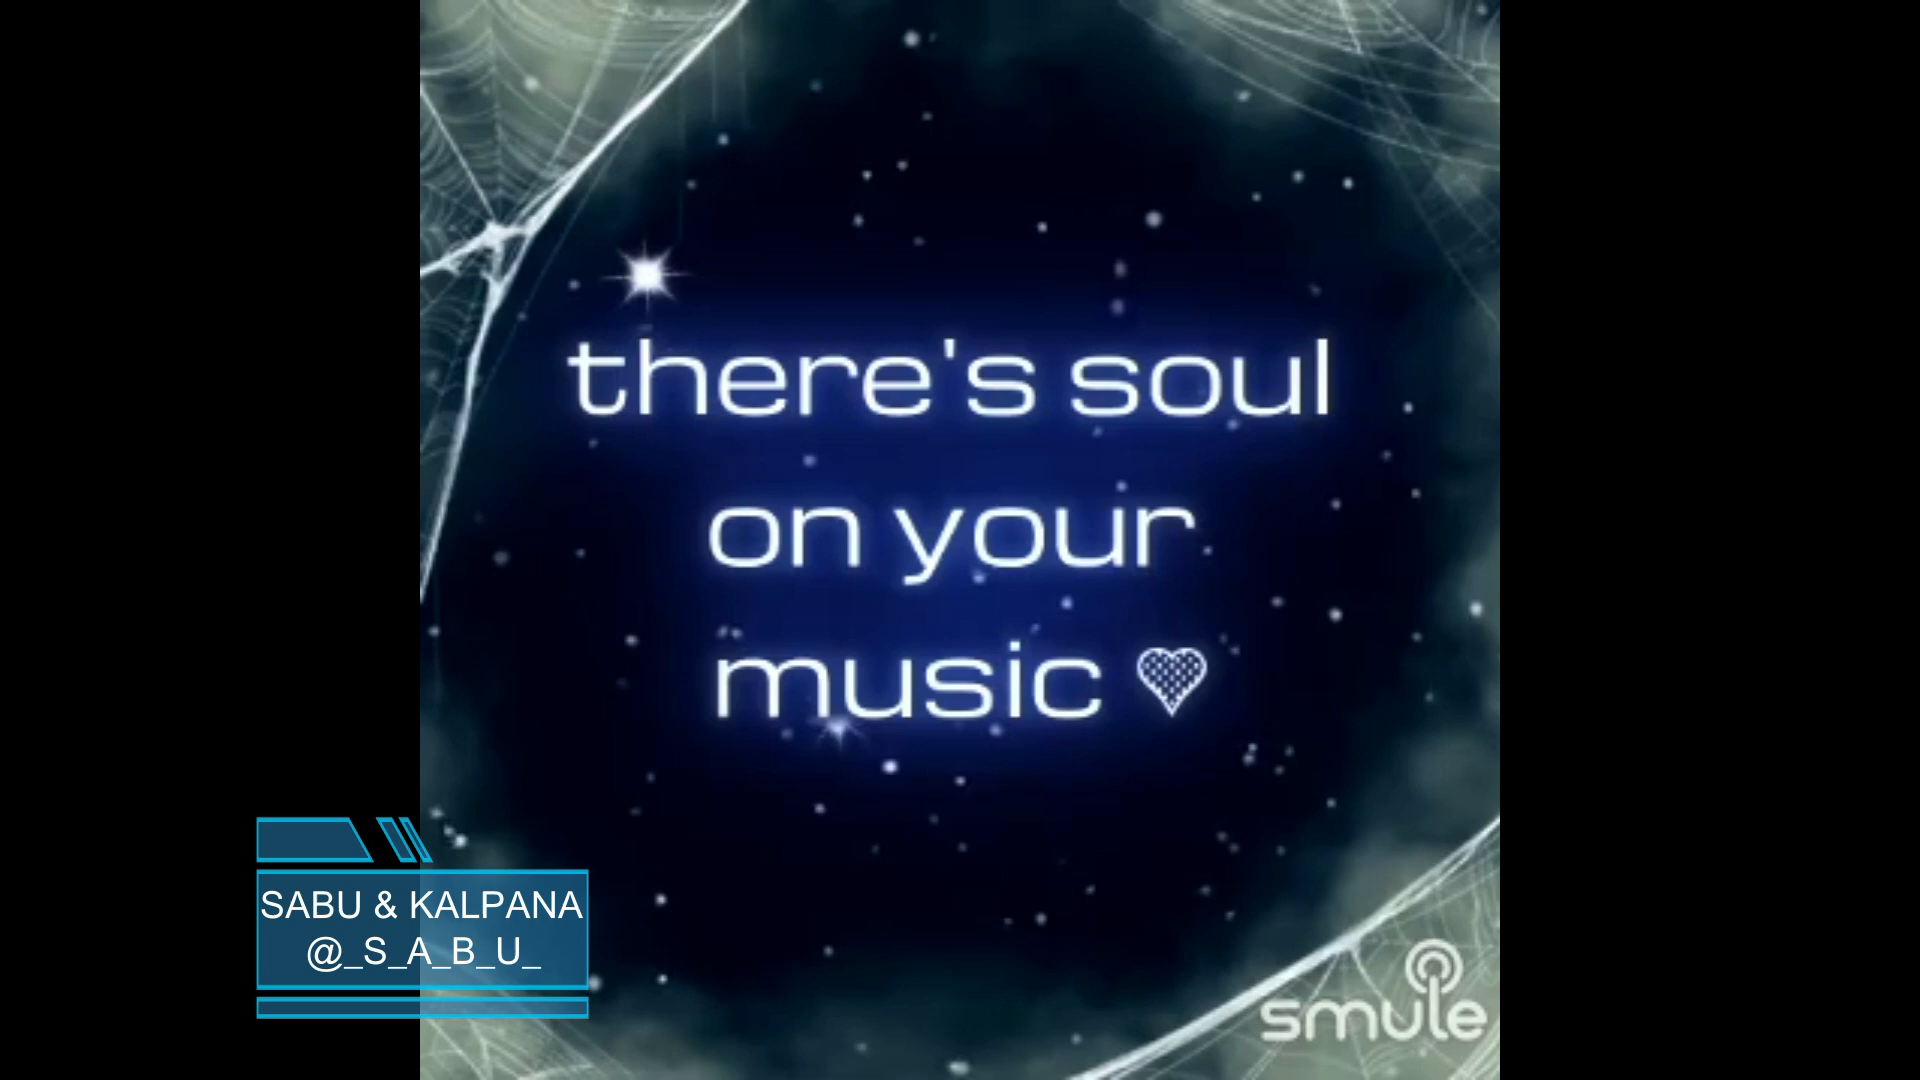 there's soul
on your
music ♥
SABU & KALPANA
@_S_A_B_U_
smule